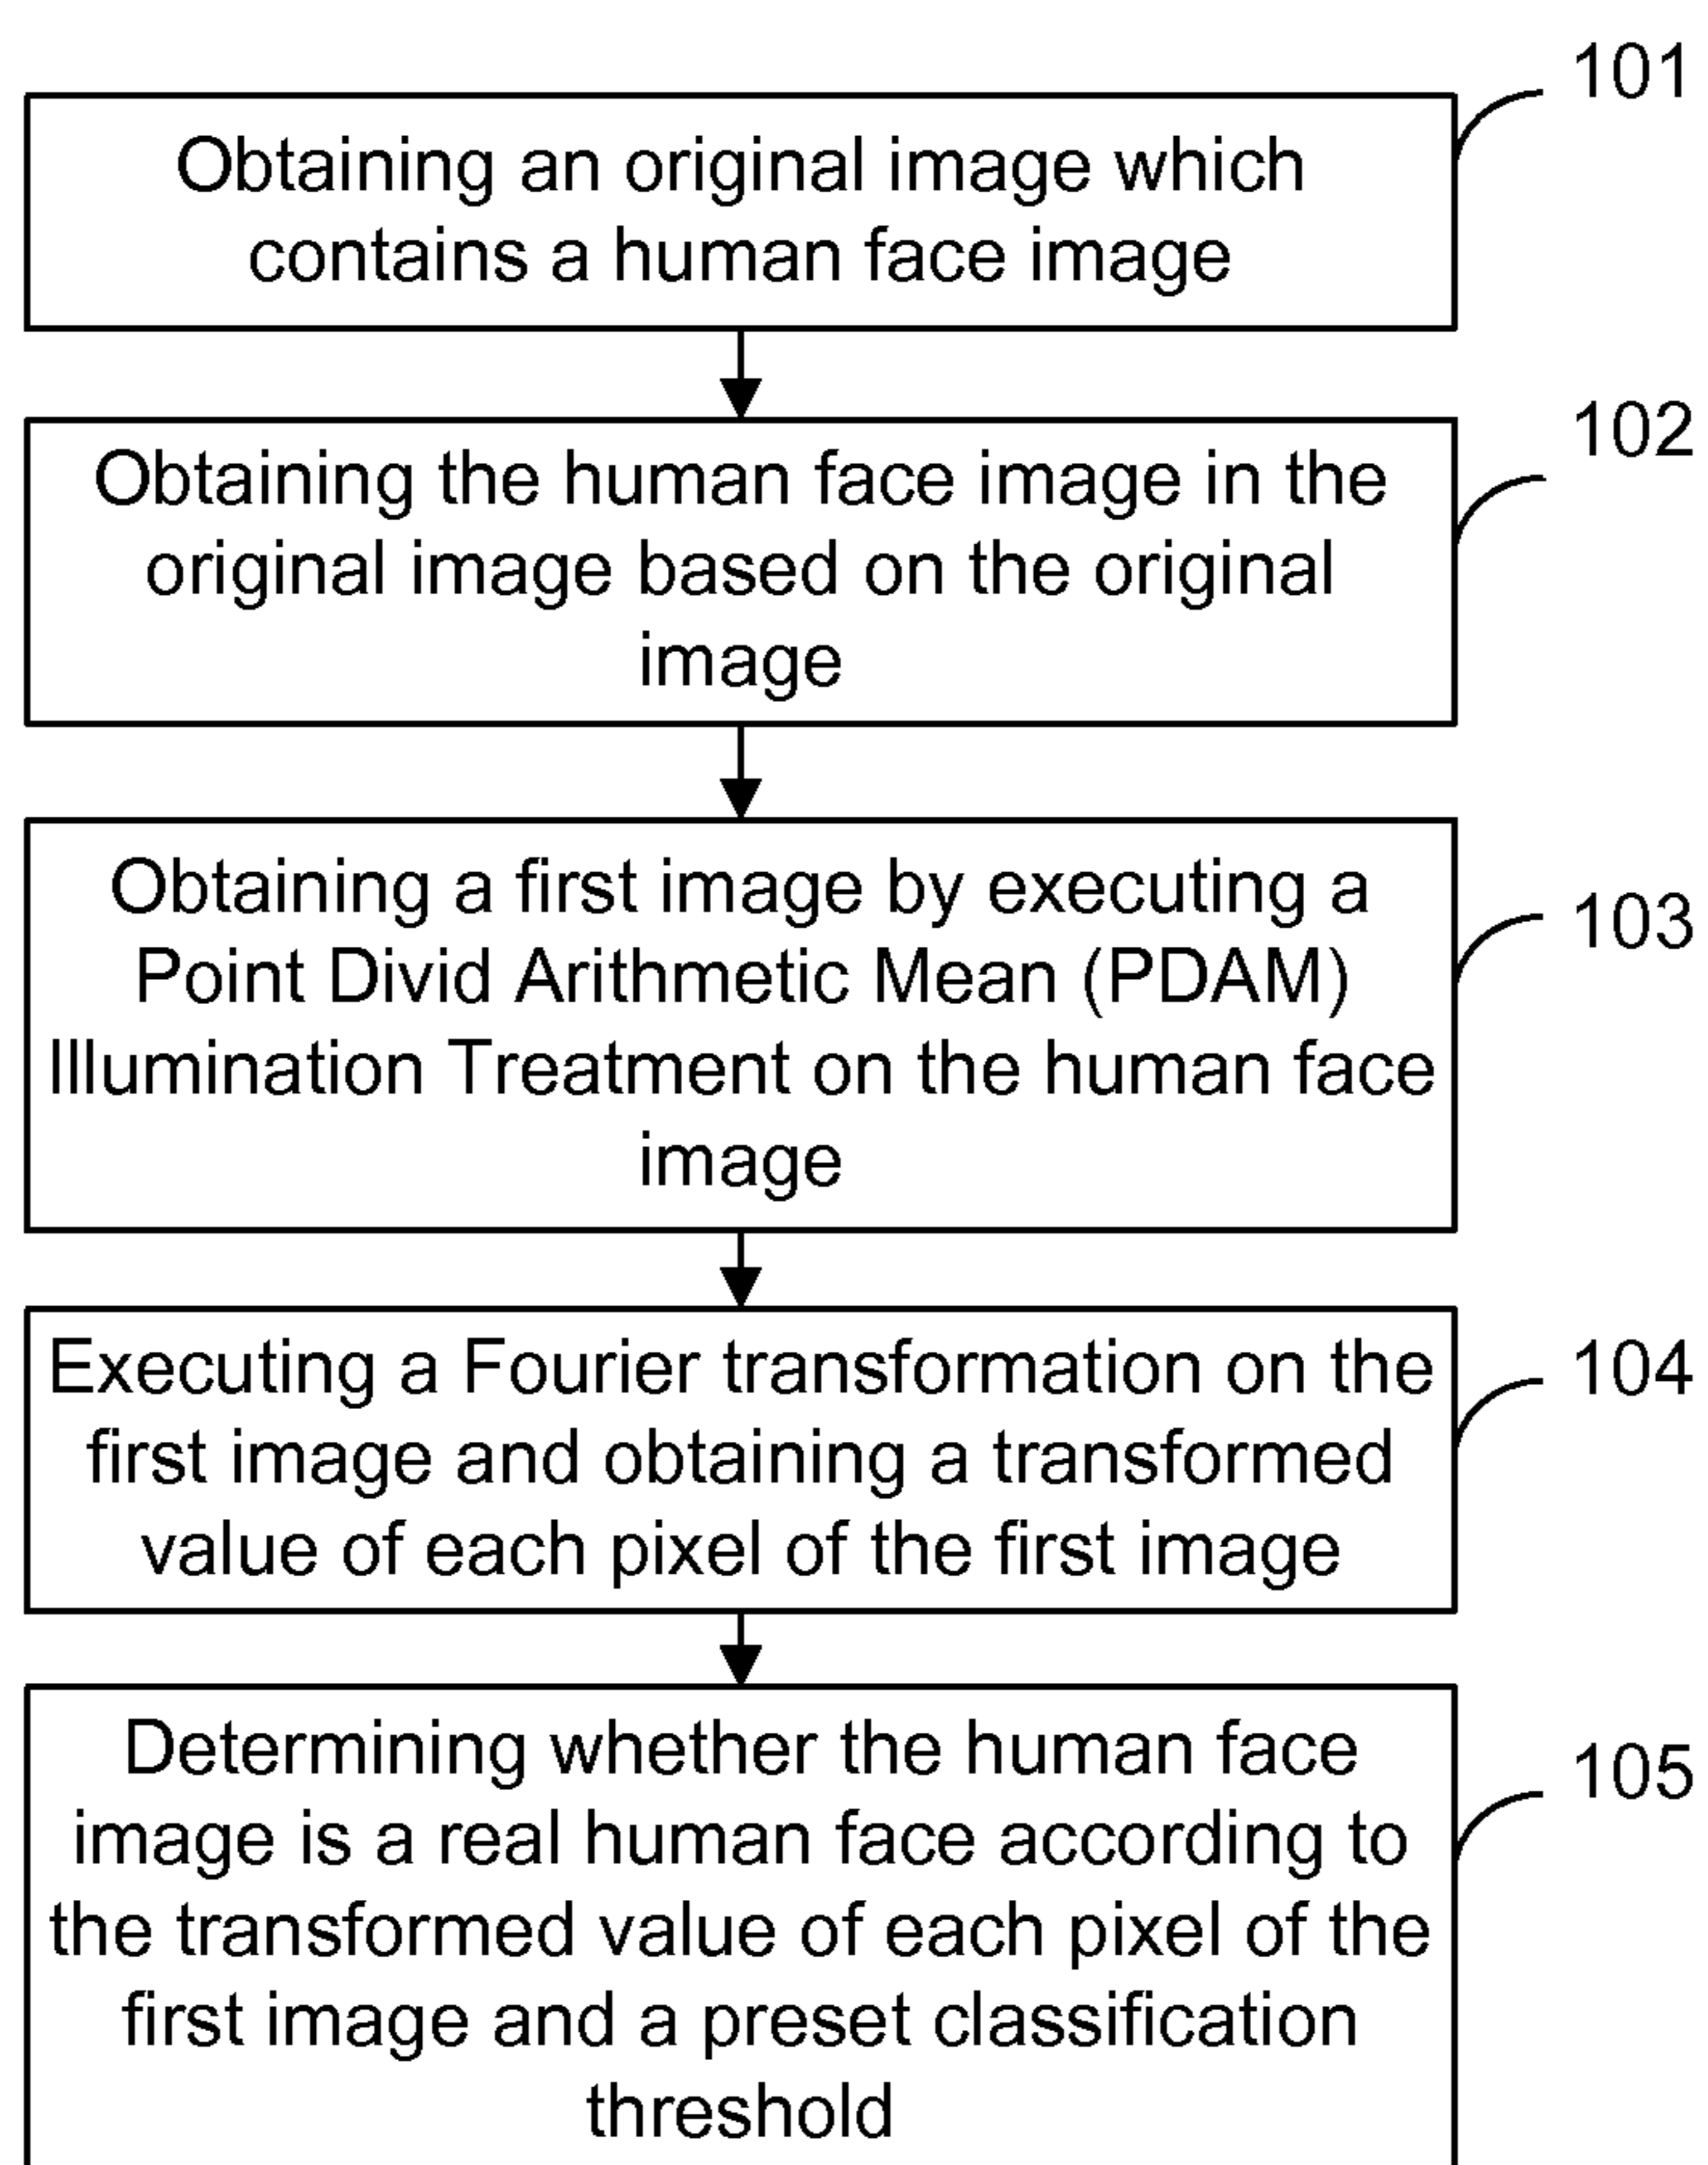 101
Obtaining an original image which
contains a human face image
102
Obtaining the human face image in the
original image based on the original
image
103
Obtaining a first image by executing a
Point Divid Arithmetic Mean (PDAM)
Illumination Treatment on the human face
image
104
Executing a Fourier transformation on the
first image and obtaining a transformed
value of each pixel of the first image
105
Determining whether the human face
image is a real human face according to
the transformed value of each pixel of the
first image and a preset classification
threshold